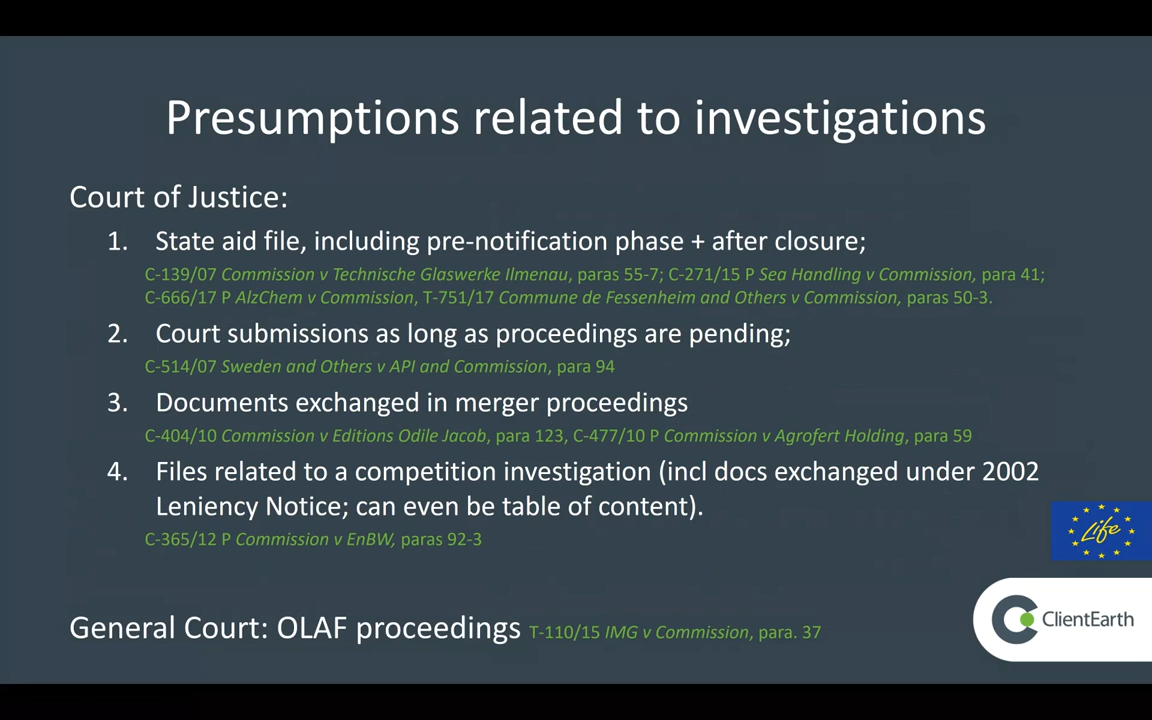 Presumptions related to investigations
Court of Justice:
1. State aid file, including pre-notification phase + after closure;
C-139/07 Commission v Technische Glaswerke Ilmenau, paras 55-7; C-271/15 P Sea Handling v Commission, para 41;
C-666/17 P AlzChem v Commission, T-751/17 Commune de Fessenheim and Others v Commission, paras 50-3.
2. Court submissions as long as proceedings are pending;
C-514/07 Sweden and Others v API and Commission, para 94
3. Documents exchanged in merger proceedings
C-404/10 Commission v Editions Odile Jacob, para 123, C-477/10 P Commission v Agrofert Holding, para 59
4. Files related to a competition investigation (incl docs exchanged under 2002
Leniency Notice; can even be table of content).
C-365/12 P Commission v EnBW, paras 92-3
Life
ClientEarth
General Court: OLAF proceedings T-110/15 IMG v Commission, para. 37